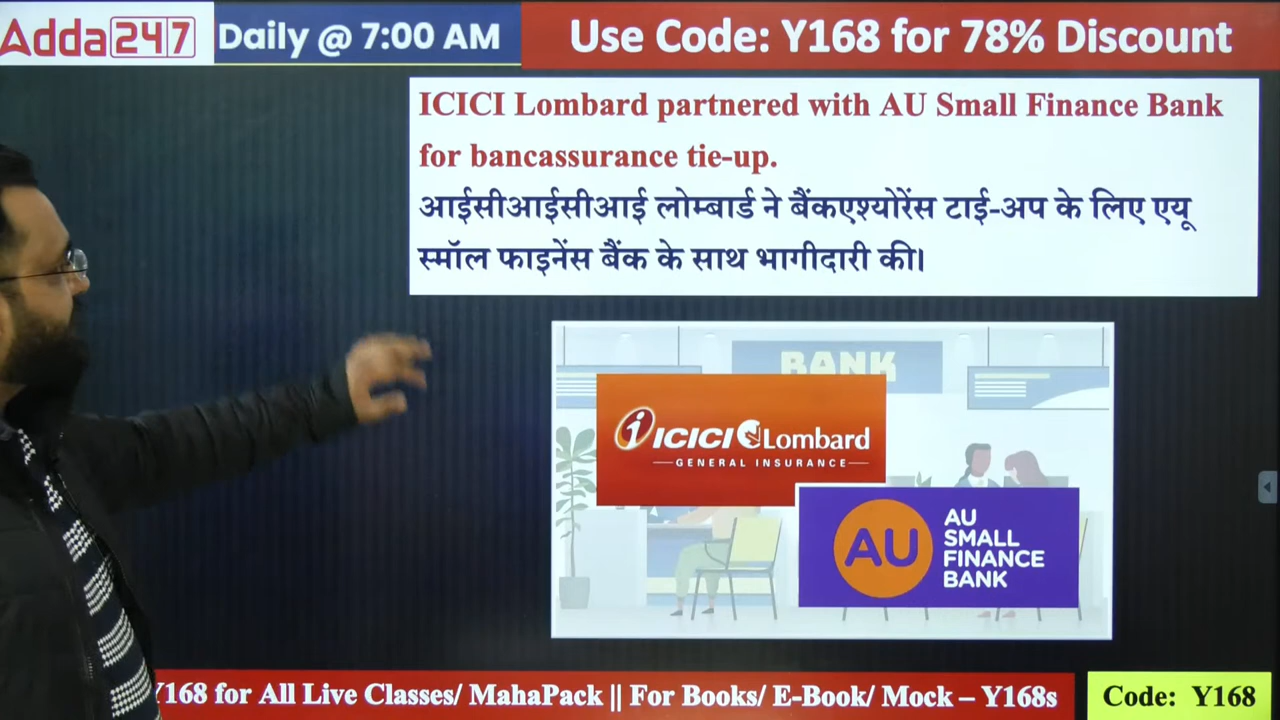 Adda247
Daily @ 7:00 AM
Use Code: Y168 for 78% Discount
ICICI Lombard partnered with AU Small Finance Bank
for bancassurance tie-up.
आईसीआईसीआई लोम्बार्ड ने बैंकएश्योरेंस टाई-अप के लिए एयू
स्मॉल फाइनेंस बैंक के साथ भागीदारी की।
BANK
ICICI Lombard
GENERAL INSURANCE
AU
AU
SMALL
FINANCE
BANK
Y168 for All Live Classes/ MahaPack || For Books/ E-Book/ Mock – Y168s
Code: Y168